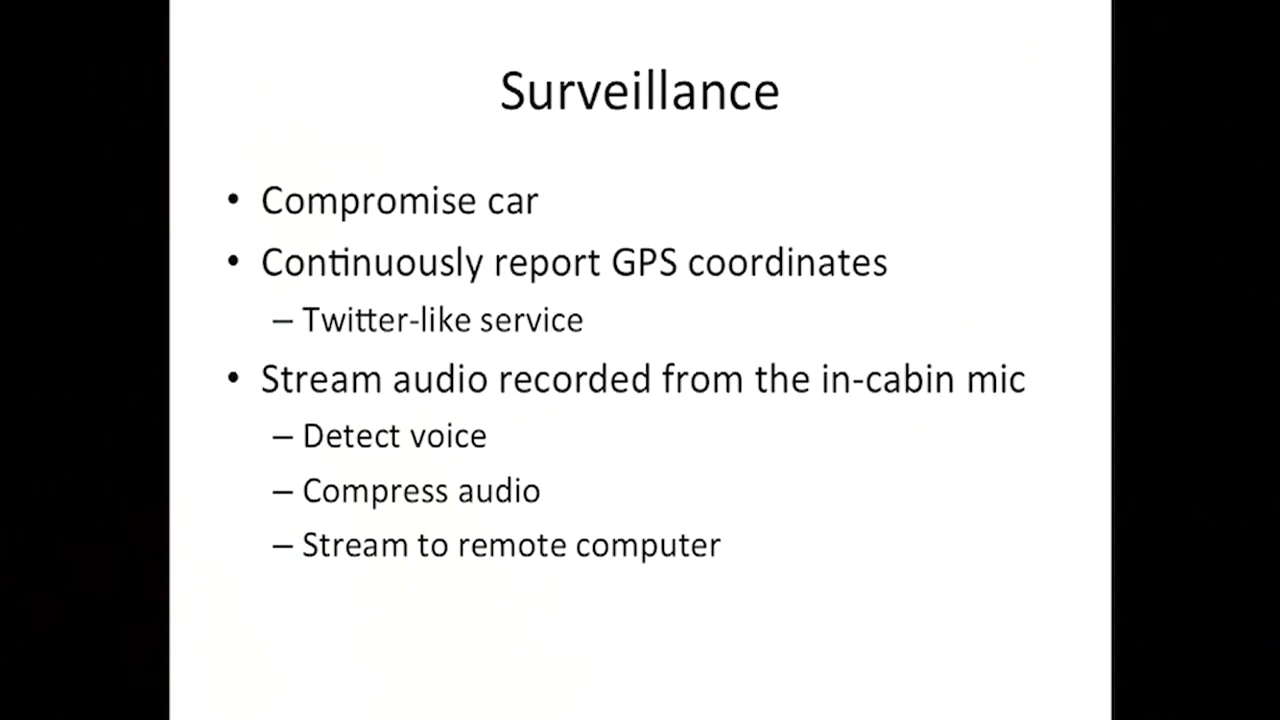 Surveillance
• Compromise car
• Continuously report GPS coordinates
– Twitter-like service
• Stream audio recorded from the in-cabin mic
– Detect voice
– Compress audio
– Stream to remote computer